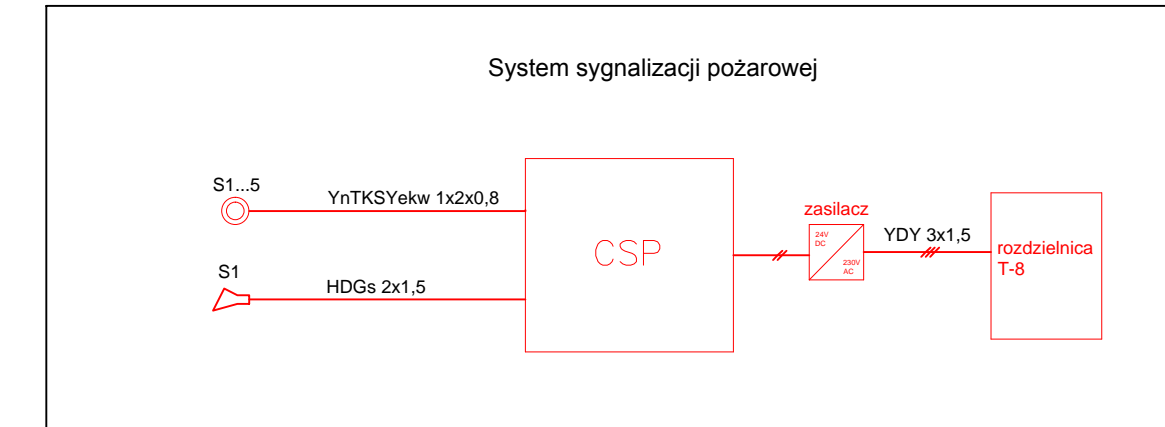 System sygnalizacji pożarowej
S1...5
YnTKSYekw 1x2x0,8
S1
HDGs 2x1,5
CSP
zasilacz
24V
DC
230V
AC
YDY 3x1,5
rozdzielnica
T-8